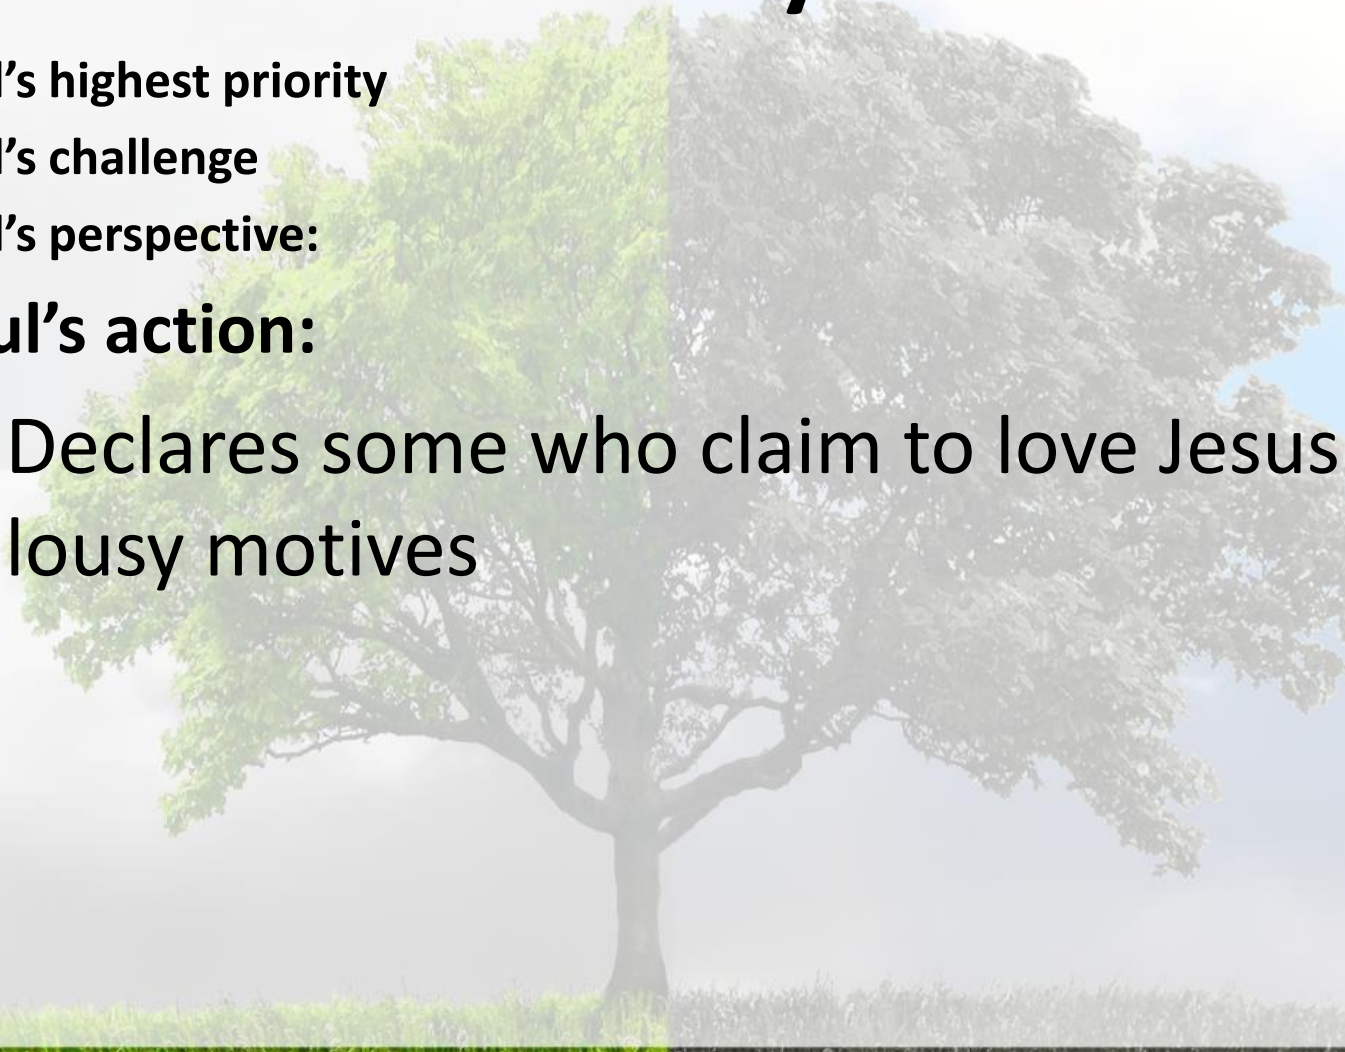 l’s highest priority
l’s challenge
l’s perspective:
ul’s action:
Declares some who claim to love Jesus
lousy motives